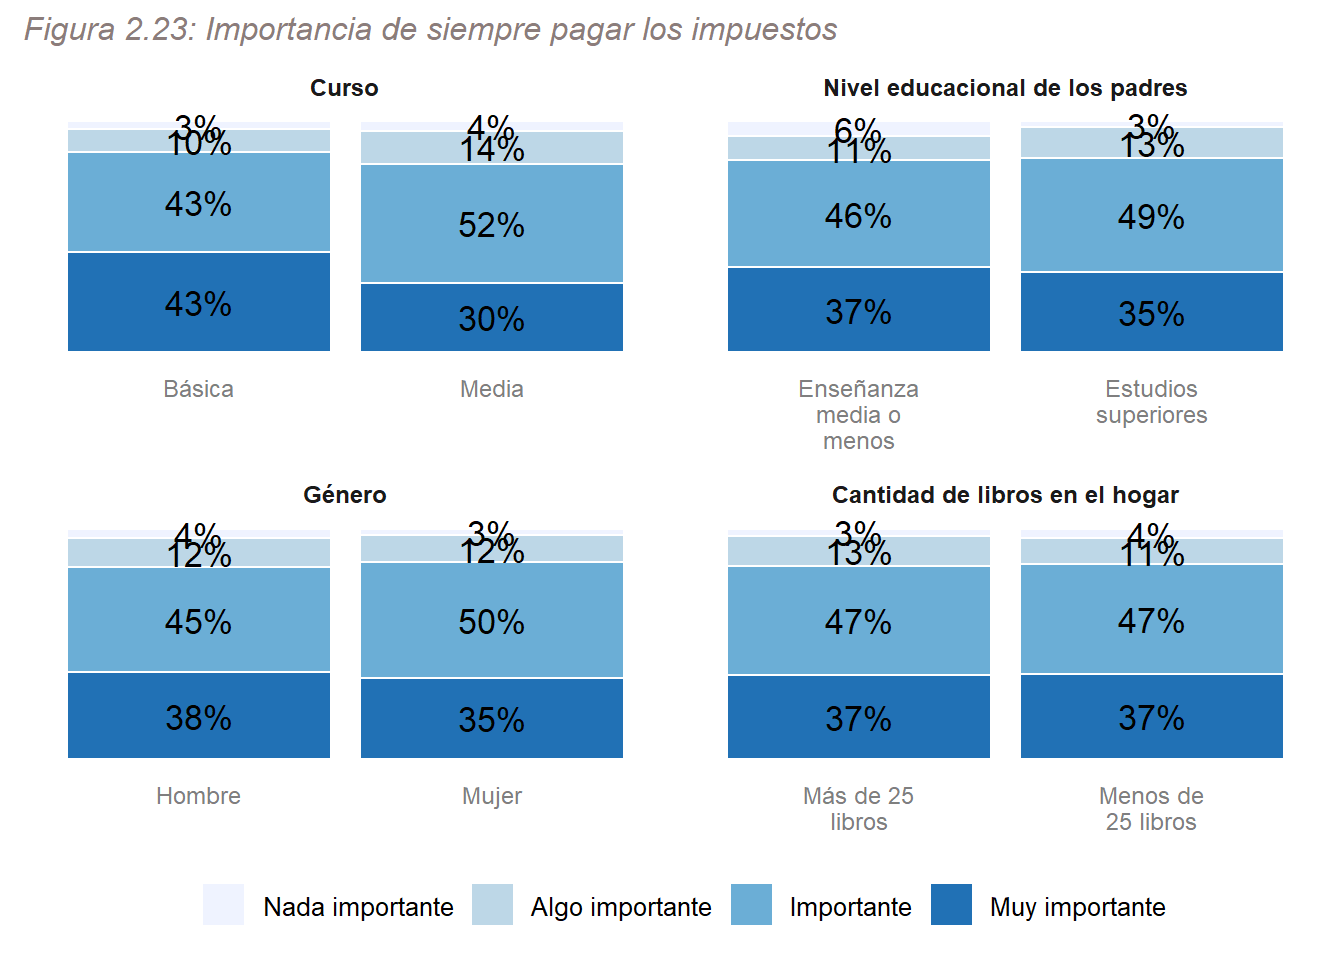 Figura 2.23: Importancia de siempre pagar los impuestos
Curso
3%
10%
43%
43%
Básica
4%
14%
52%
30%
Media
Nivel educacional de los padres
6%
11%
46%
37%
Enseñanza
media o
menos
3%
13%
49%
35%
Estudios
superiores
Género
4%
12%
45%
38%
Hombre
3%
12%
50%
35%
Mujer
Cantidad de libros en el hogar
3%
13%
47%
37%
Más de 25
libros
4%
11%
47%
37%
Menos de
25 libros
Nada importante
Algo importante
Importante
Muy importante